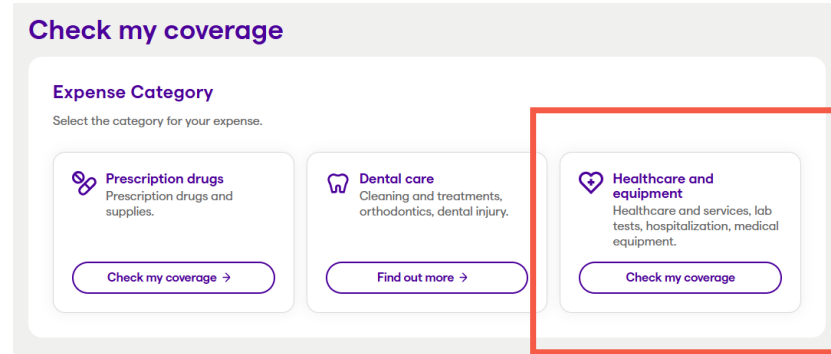 Check my coverage
Expense Category
Select the category for your expense.
Prescription drugs
Prescription drugs and
supplies.
Check my coverage →
Dental care
Cleaning and treatments,
orthodontics, dental injury.
Find out more →
Healthcare and
equipment
Healthcare and services, lab
tests, hospitalization, medical
equipment.
Check my coverage